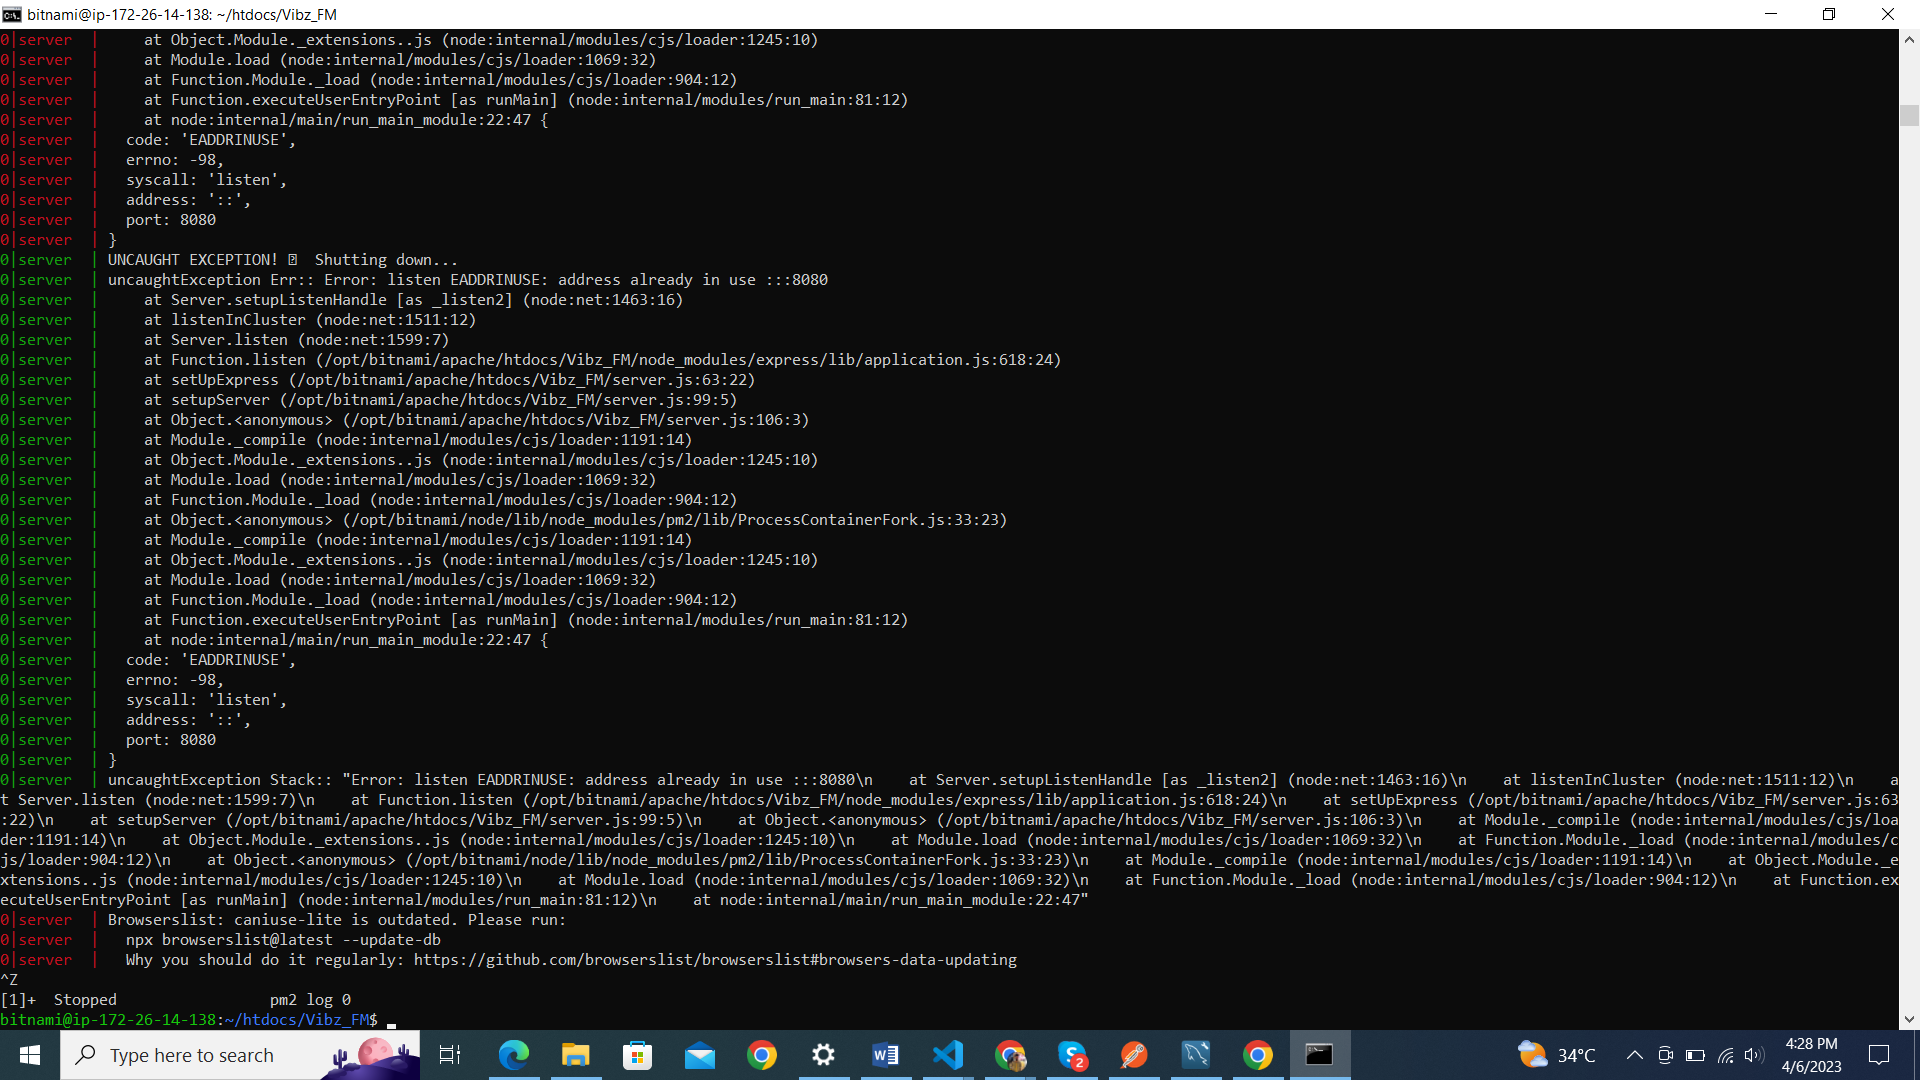 bitnami@ip-172-26-14-138: ~/htdocs/Vibz_FM
0|server  |     at Object.Module._extensions..js (node:internal/modules/cjs/loader:1245:10)
0|server  |     at Module.load (node:internal/modules/cjs/loader:1069:32)
0|server  |     at Function.Module._load (node:internal/modules/cjs/loader:904:12)
0|server  |     at Function.executeUserEntryPoint [as runMain] (node:internal/modules/run_main:81:12)
0|server  |     at node:internal/main/run_main_module:22:47 {
0|server  |   code: 'EADDRINUSE',
0|server  |   errno: -98,
0|server  |   syscall: 'listen',
0|server  |   address: '::',
0|server  |   port: 8080
0|server  | }
0|server  | UNCAUGHT EXCEPTION!   Shutting down...
0|server  | uncaughtException Err:: Error: listen EADDRINUSE: address already in use :::8080
0|server  |     at Server.setupListenHandle [as _listen2] (node:net:1463:16)
0|server  |     at listenInCluster (node:net:1511:12)
0|server  |     at Server.listen (node:net:1599:7)
0|server  |     at Function.listen (/opt/bitnami/apache/htdocs/Vibz_FM/node_modules/express/lib/application.js:618:24)
0|server  |     at setUpExpress (/opt/bitnami/apache/htdocs/Vibz_FM/server.js:63:22)
0|server  |     at setupServer (/opt/bitnami/apache/htdocs/Vibz_FM/server.js:99:5)
0|server  |     at Object.<anonymous> (/opt/bitnami/apache/htdocs/Vibz_FM/server.js:106:3)
0|server  |     at Module._compile (node:internal/modules/cjs/loader:1191:14)
0|server  |     at Object.Module._extensions..js (node:internal/modules/cjs/loader:1245:10)
0|server  |     at Module.load (node:internal/modules/cjs/loader:1069:32)
0|server  |     at Function.Module._load (node:internal/modules/cjs/loader:904:12)
0|server  |     at Object.<anonymous> (/opt/bitnami/node/lib/node_modules/pm2/lib/ProcessContainerFork.js:33:23)
0|server  |     at Module._compile (node:internal/modules/cjs/loader:1191:14)
0|server  |     at Object.Module._extensions..js (node:internal/modules/cjs/loader:1245:10)
0|server  |     at Module.load (node:internal/modules/cjs/loader:1069:32)
0|server  |     at Function.Module._load (node:internal/modules/cjs/loader:904:12)
0|server  |     at Function.executeUserEntryPoint [as runMain] (node:internal/modules/run_main:81:12)
0|server  |     at node:internal/main/run_main_module:22:47 {
0|server  |   code: 'EADDRINUSE',
0|server  |   errno: -98,
0|server  |   syscall: 'listen',
0|server  |   address: '::',
0|server  |   port: 8080
0|server  | }
0|server  | uncaughtException Stack:: "Error: listen EADDRINUSE: address already in use :::8080\n    at Server.setupListenHandle [as _listen2] (node:net:1463:16)\n    at listenInCluster (node:net:1511:12)\n    a
t Server.listen (node:net:1599:7)\n    at Function.listen (/opt/bitnami/apache/htdocs/Vibz_FM/node_modules/express/lib/application.js:618:24)\n    at setUpExpress (/opt/bitnami/apache/htdocs/Vibz_FM/server.js:63
:22)\n    at setupServer (/opt/bitnami/apache/htdocs/Vibz_FM/server.js:99:5)\n    at Object.<anonymous> (/opt/bitnami/apache/htdocs/Vibz_FM/server.js:106:3)\n    at Module._compile (node:internal/modules/cjs/loa
der:1191:14)\n    at Object.Module._extensions..js (node:internal/modules/cjs/loader:1245:10)\n    at Module.load (node:internal/modules/cjs/loader:1069:32)\n    at Function.Module._load (node:internal/modules/c
js/loader:904:12)\n    at Object.<anonymous> (/opt/bitnami/node/lib/node_modules/pm2/lib/ProcessContainerFork.js:33:23)\n    at Module._compile (node:internal/modules/cjs/loader:1191:14)\n    at Object.Module._e
xtensions..js (node:internal/modules/cjs/loader:1245:10)\n    at Module.load (node:internal/modules/cjs/loader:1069:32)\n    at Function.Module._load (node:internal/modules/cjs/loader:904:12)\n    at Function.ex
ecuteUserEntryPoint [as runMain] (node:internal/modules/run_main:81:12)\n    at node:internal/main/run_main_module:22:47"
0|server  | Browserslist: caniuse-lite is outdated. Please run:
0|server  |   npx browserslist@latest --update-db
0|server  |   Why you should do it regularly: https://github.com/browserslist/browserslist#browsers-data-updating
^Z
[1]+  Stopped                 pm2 log 0
bitnami@ip-172-26-14-138:~/htdocs/Vibz_FM$
Type here to search
2
34°C
4:28 PM
4/6/2023